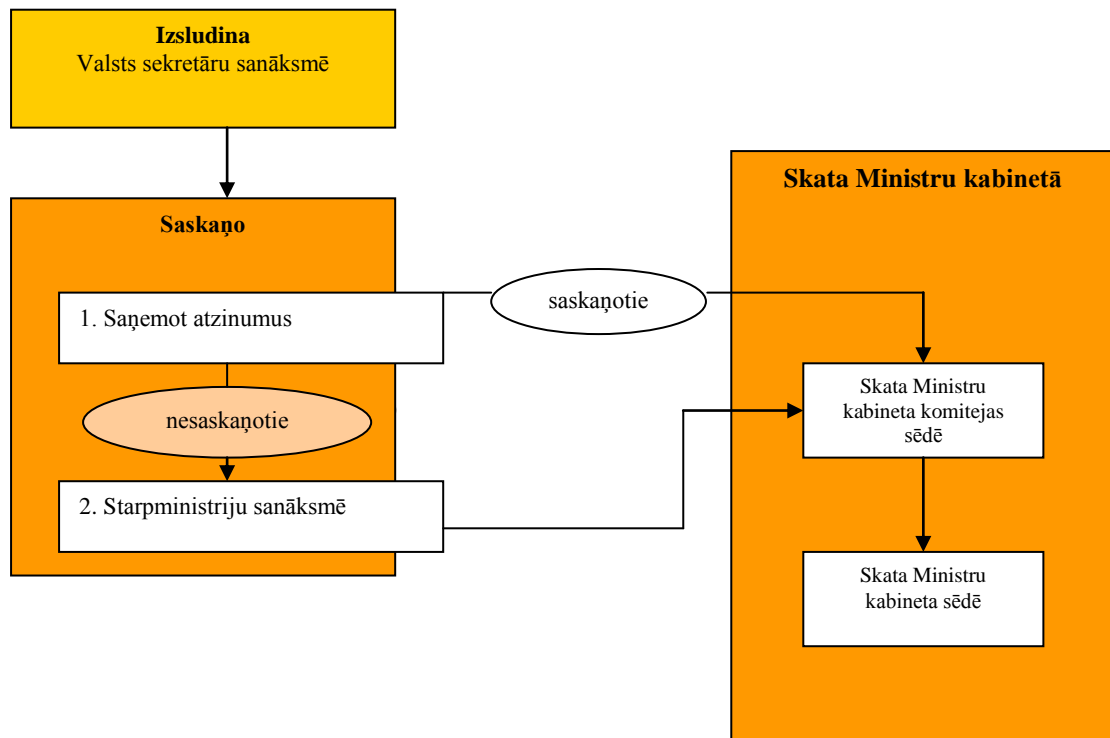 Izsludina
Valsts sekretāru sanāksmē
Saskaņo
1. Saņemot atzinumus
nesaskaņotie
2. Starpministriju sanāksmē
saskaņotie
Skata Ministru kabinetā
Skata Ministru
kabineta komitejas
sēdē
Skata Ministru
kabineta sēdē